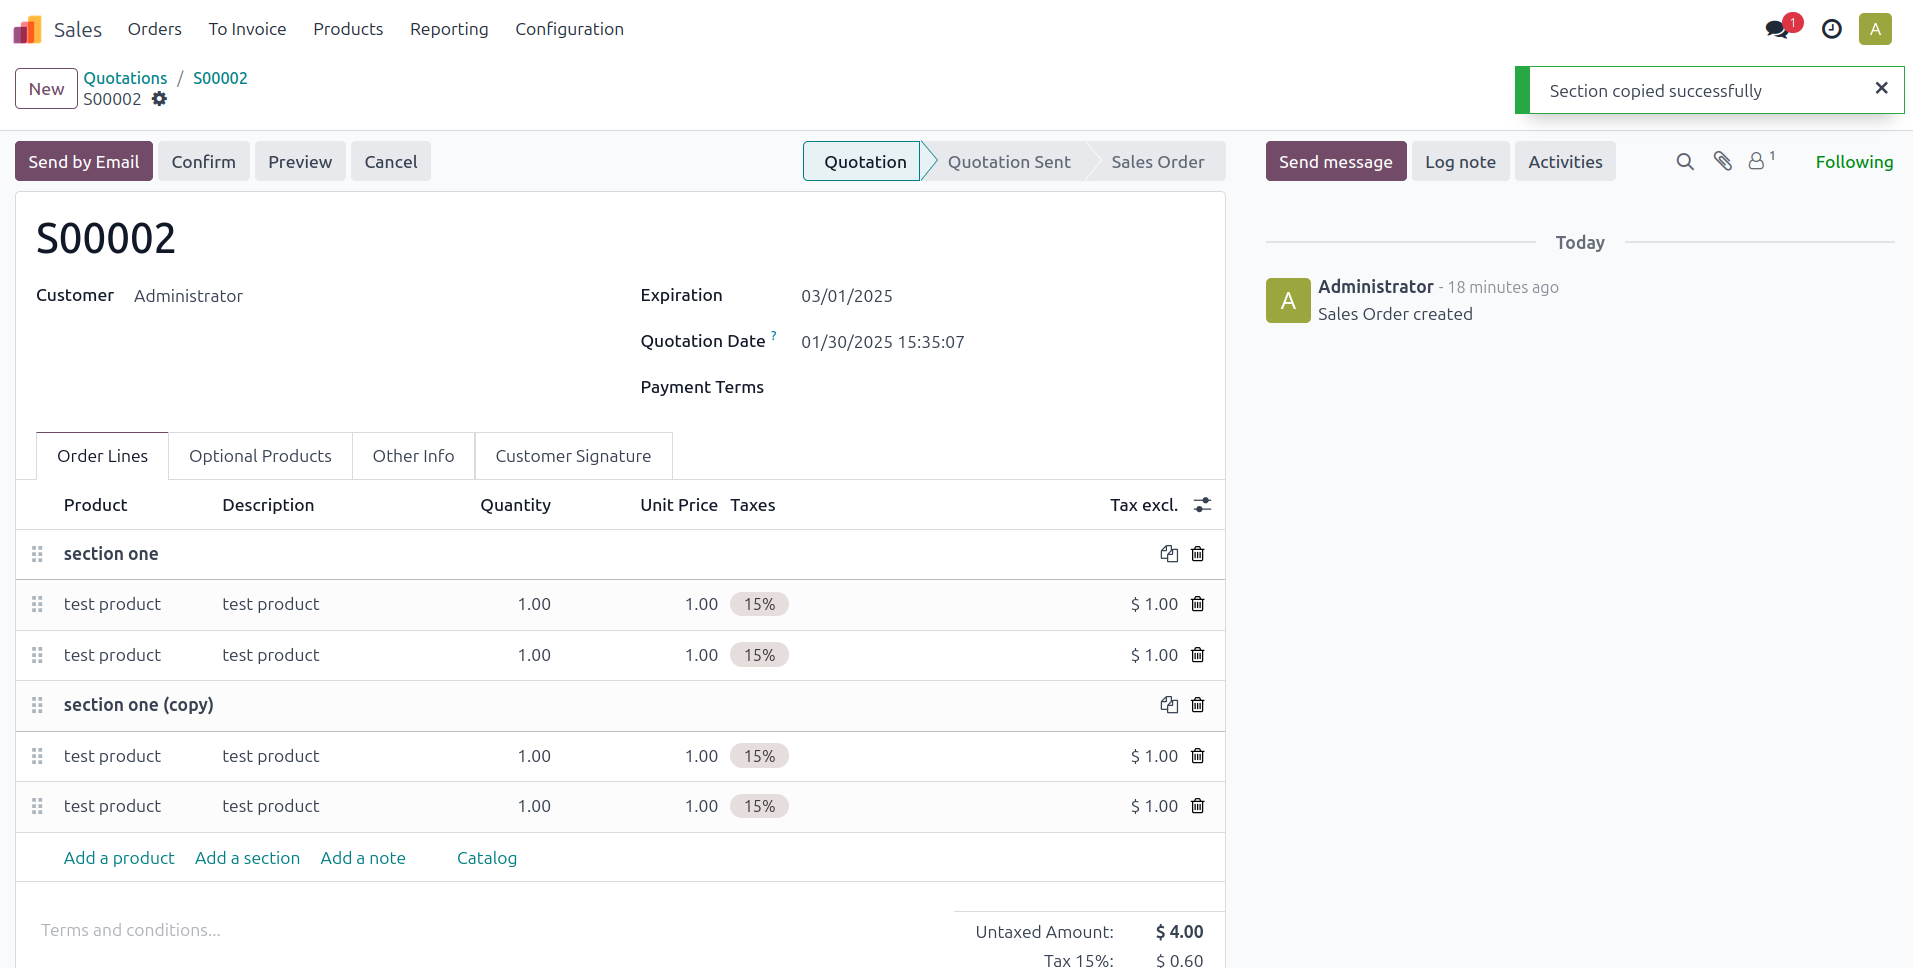 Sales Orders To Invoice Products Reporting Configuration 1 A
New Quotations / S00002
S00002
Section copied successfully
Send by Email Confirm Preview Cancel Quotation Quotation Sent Sales Order Send message Log note Activities 1 Following
S00002
Customer Administrator
Expiration 03/01/2025
Quotation Date ? 01/30/2025 15:35:07
Payment Terms
Today
A Administrator - 18 minutes ago
Sales Order created
Order Lines Optional Products Other Info Customer Signature
Product Description Quantity Unit Price Taxes Tax excl.
section one
test product test product 1.00 1.00 15% $ 1.00
test product test product 1.00 1.00 15% $ 1.00
section one (copy)
test product test product 1.00 1.00 15% $ 1.00
test product test product 1.00 1.00 15% $ 1.00
Add a product Add a section Add a note Catalog
Terms and conditions...
Untaxed Amount: $ 4.00
Tax 15%: $ 0.60